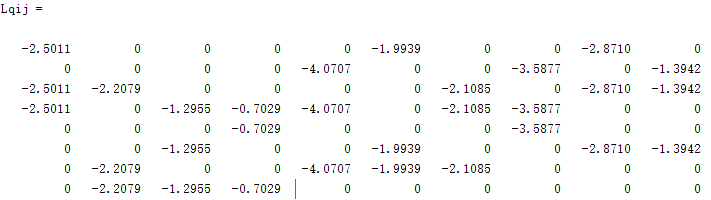 Lqij =
-2.5011 0 0 0 0 -1.9939 0 0 -2.8710 0
0 0 0 0 -4.0707 0 0 -3.5877 0 -1.3942
-2.5011 -2.2079 0 0 0 0 -2.1085 0 -2.8710 -1.3942
-2.5011 0 -1.2955 -0.7029 -4.0707 0 -2.1085 -3.5877 0 0
0 0 0 -0.7029 0 0 0 -3.5877 0 0
0 0 -1.2955 0 0 -1.9939 0 0 -2.8710 -1.3942
0 -2.2079 0 0 -4.0707 -1.9939 -2.1085 0 0 0
0 -2.2079 -1.2955 -0.7029 0 0 0 0 0 0